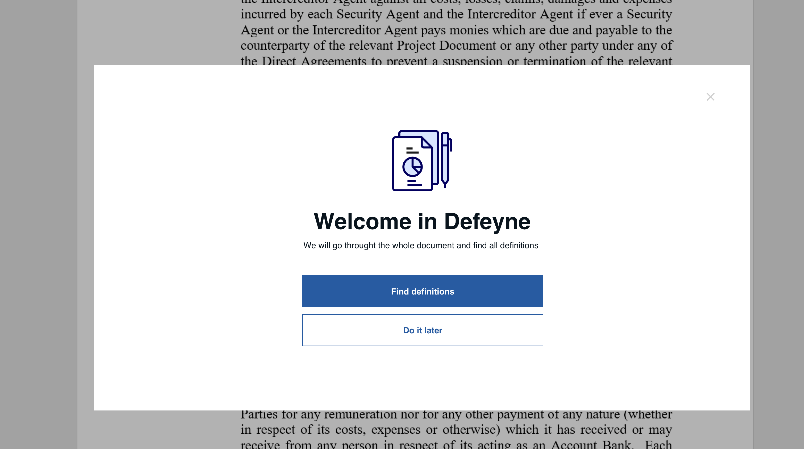 the Intercreditor Agent against all costs, losses, claims, damages and expenses
incurred by each Security Agent and the Intercreditor Agent if ever a Security
Agent or the Intercreditor Agent pays monies which are due and payable to the
counterparty of the relevant Project Document or any other party under any of
the Direct Agreements to prevent a suspension or termination of the relevant
Welcome in Defeyne
We will go throught the whole document and find all definitions
Find definitions
Do it later
Parties for any remuneration nor for any other payment of any nature (whether
in respect of its costs, expenses or otherwise) which it has received or may
receive from any person in respect of its acting as an Account Bank. Each